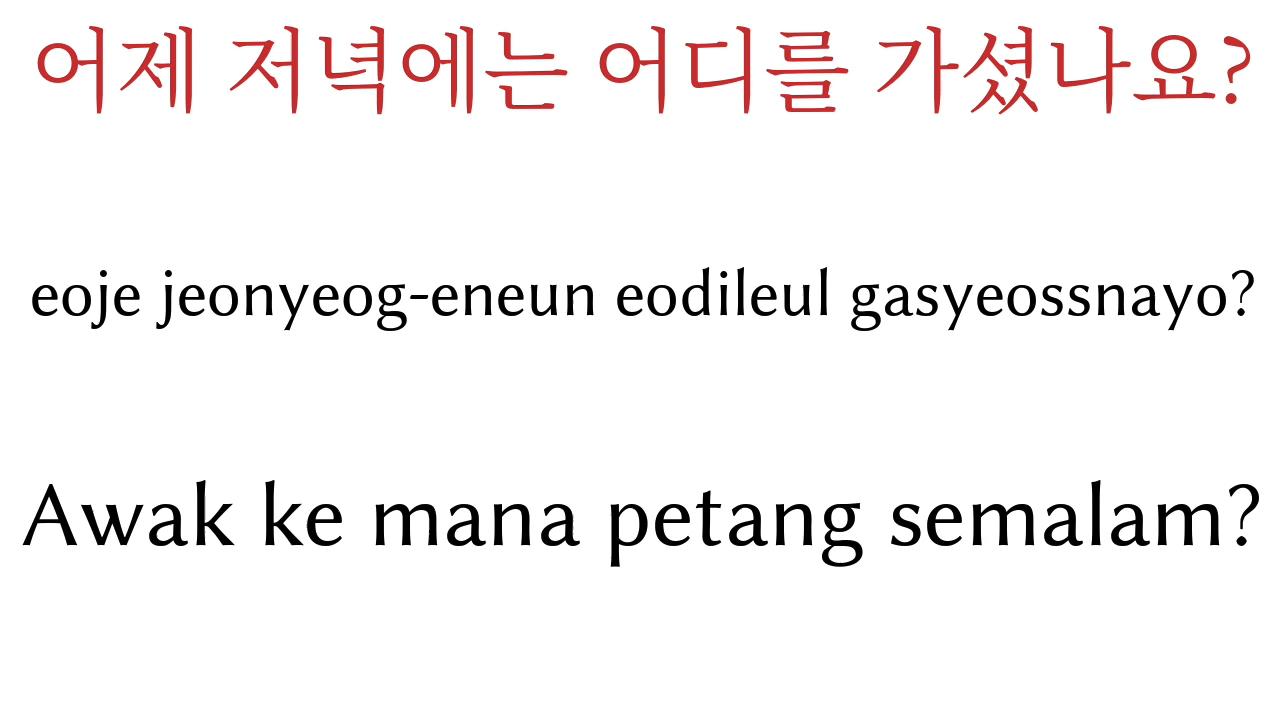 어제 저녁에는 어디를 가셨나요?
eoje jeonyeog-eneun eodileul gasyeossnayo?
Awak ke mana petang semalam?